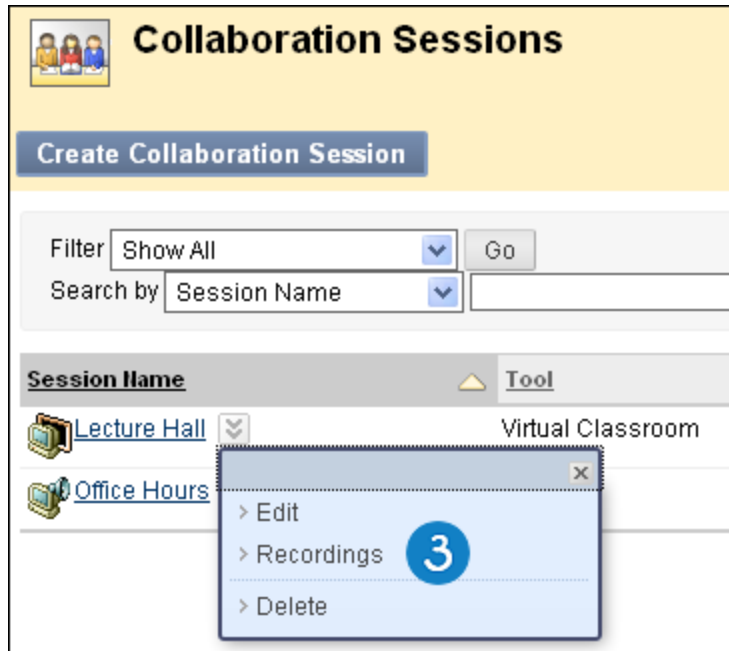 Collaboration Sessions
Create Collaboration Session
Filter Show All Go
Search by Session Name
Session Name Tool
Lecture Hall Virtual Classroom
Office Hours
> Edit
> Recordings 3
> Delete